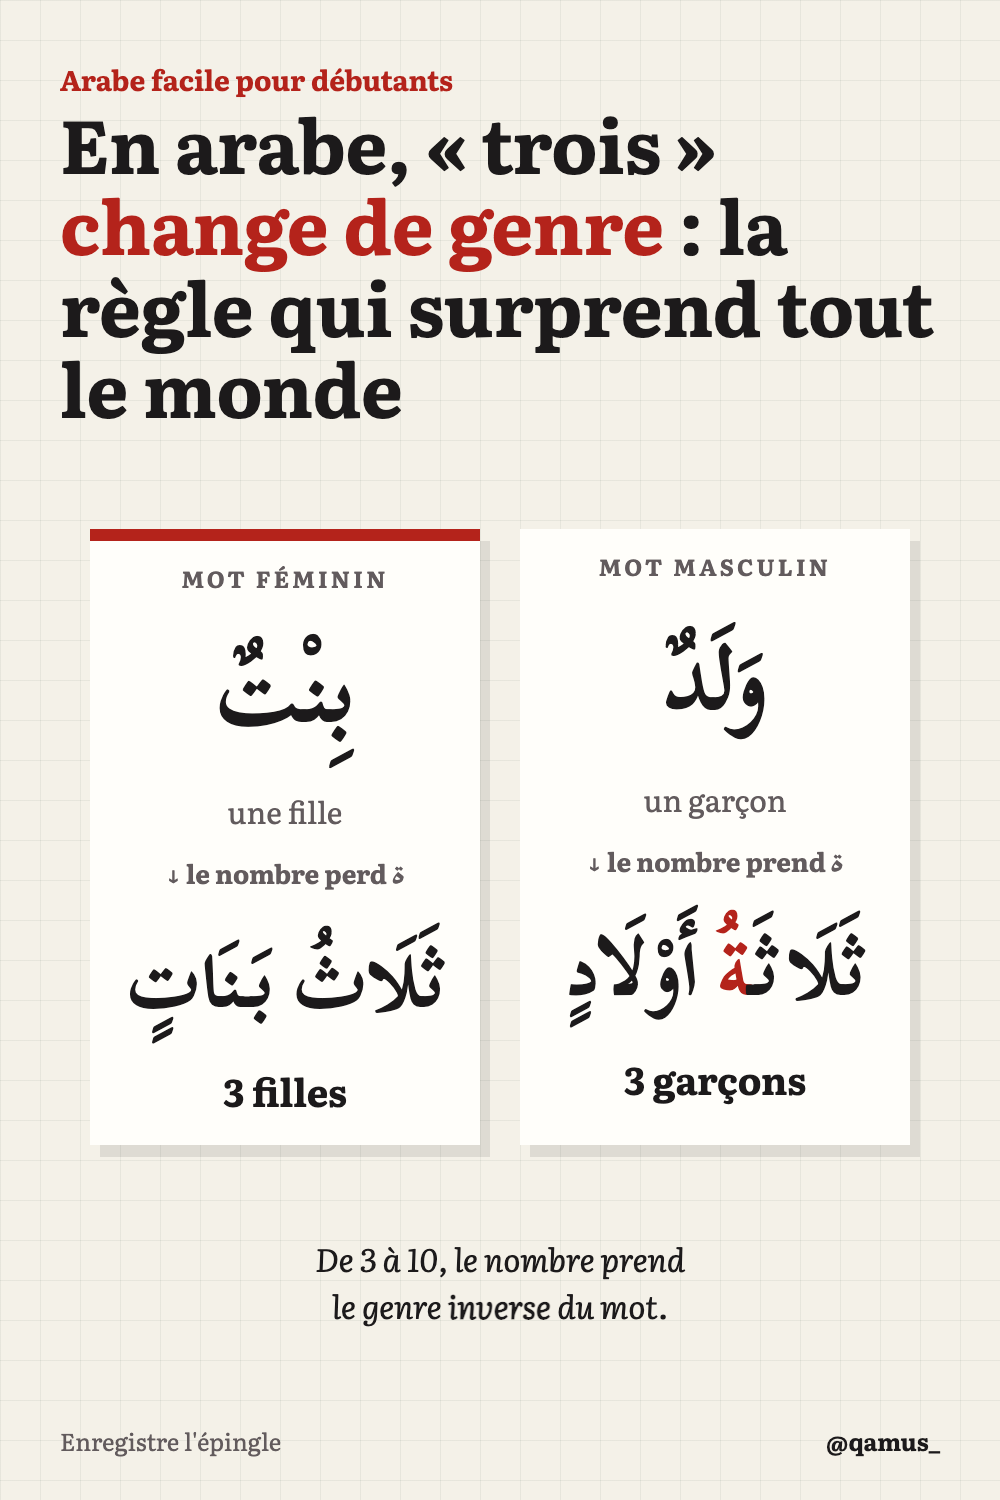 Arabe facile pour débutants
En arabe, « trois »
change de genre : la
règle qui surprend tout
le monde
MOT FÉMININ
بِنْتٌ
une fille
↓ le nombre perd ة
ثَلَاثُ بَنَاتٍ
3 filles
MOT MASCULIN
وَلَدٌ
un garçon
↓ le nombre prend ة
ثَلَاثَةُ أَوْلَادٍ
3 garçons
De 3 à 10, le nombre prend
le genre inverse du mot.
Enregistre l'épingle
@qamus_